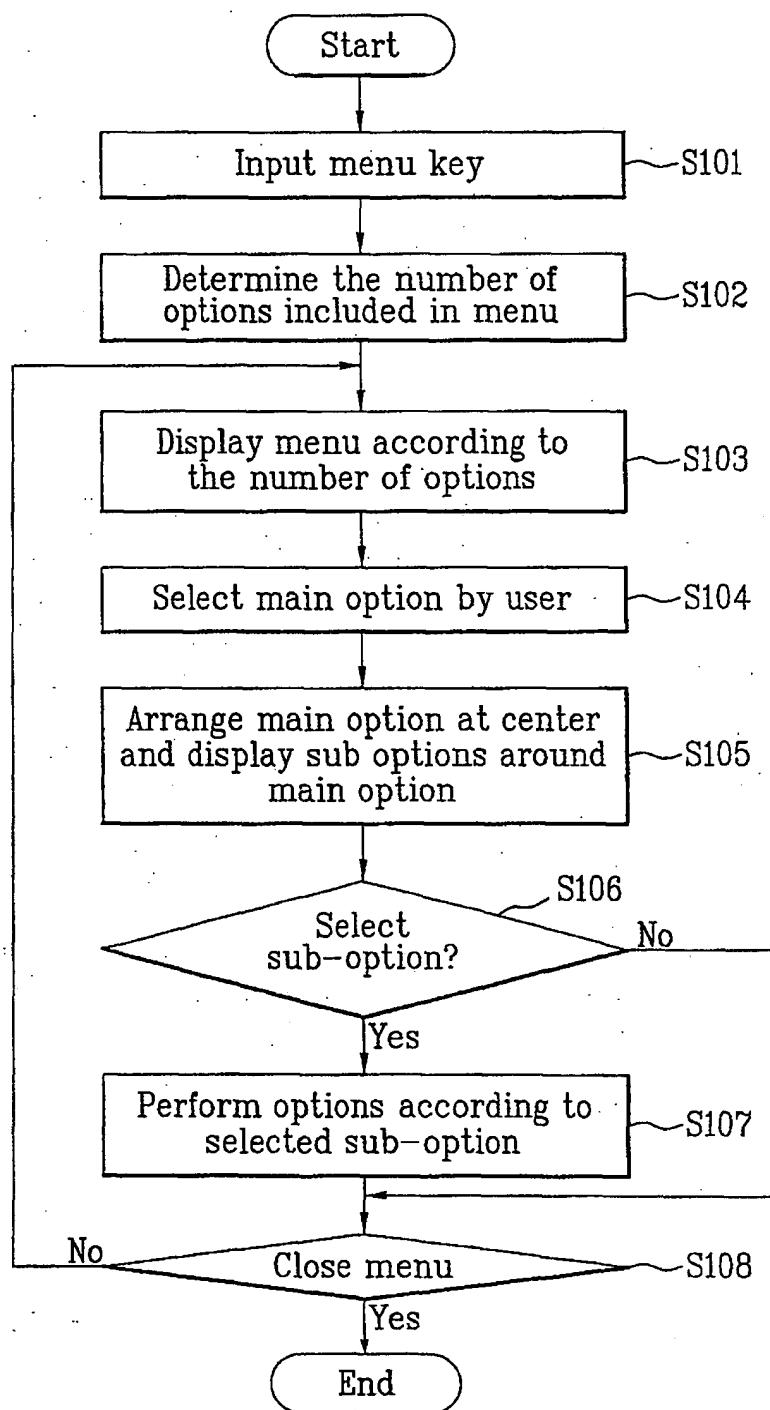 Start
Input menu key
S101
Determine the number of
options included in menu
S102
Display menu according to
the number of options
S103
Select main option by user
S104
Arrange main option at center
and display sub options around
main option
S105
S106
Select
sub-option?
No
Yes
Perform options according to
selected sub-option
S107
No
Close menu
S108
Yes
End